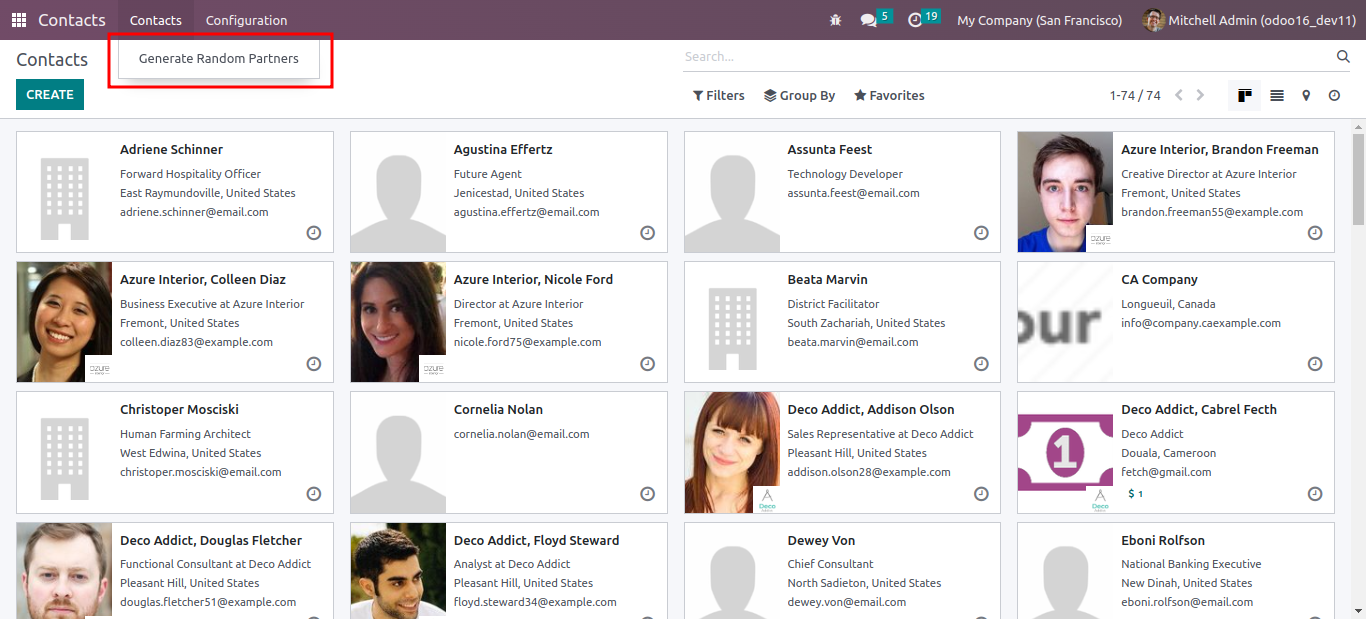 Contacts Contacts Configuration 5 19 My Company (San Francisco) Mitchell Admin (odoo16_dev11)
Contacts Generate Random Partners Search...
CREATE Filters Group By Favorites 1-74 / 74
Adriene Schinner
Forward Hospitality Officer
East Raymundoville, United States
adriene.schinner@email.com
Agustina Effertz
Future Agent
Jenicestad, United States
agustina.effertz@email.com
Assunta Feest
Technology Developer
assunta.feest@email.com
Azure Interior, Brandon Freeman
Creative Director at Azure Interior
Fremont, United States
brandon.freeman55@example.com
azure
Azure Interior, Colleen Diaz
Business Executive at Azure Interior
Fremont, United States
colleen.diaz83@example.com
azure
Azure Interior, Nicole Ford
Director at Azure Interior
Fremont, United States
nicole.ford75@example.com
azure
Beata Marvin
District Facilitator
South Zachariah, United States
beata.marvin@email.com
our
CA Company
Longueuil, Canada
info@company.caexample.com
Christoper Mosciski
Human Farming Architect
West Edwina, United States
christoper.mosciski@email.com
Cornelia Nolan
cornelia.nolan@email.com
Deco Addict, Addison Olson
Sales Representative at Deco Addict
Pleasant Hill, United States
addison.olson28@example.com
Deco
1
Deco Addict, Cabrel Fecth
Deco Addict
Douala, Cameroon
fetch@gmail.com
$ 1
Deco
Deco Addict, Douglas Fletcher
Functional Consultant at Deco Addict
Pleasant Hill, United States
douglas.fletcher51@example.com
Deco Addict, Floyd Steward
Analyst at Deco Addict
Pleasant Hill, United States
floyd.steward34@example.com
Dewey Von
Chief Consultant
North Sadieton, United States
dewey.von@email.com
Eboni Rolfson
National Banking Executive
New Dinah, United States
eboni.rolfson@email.com